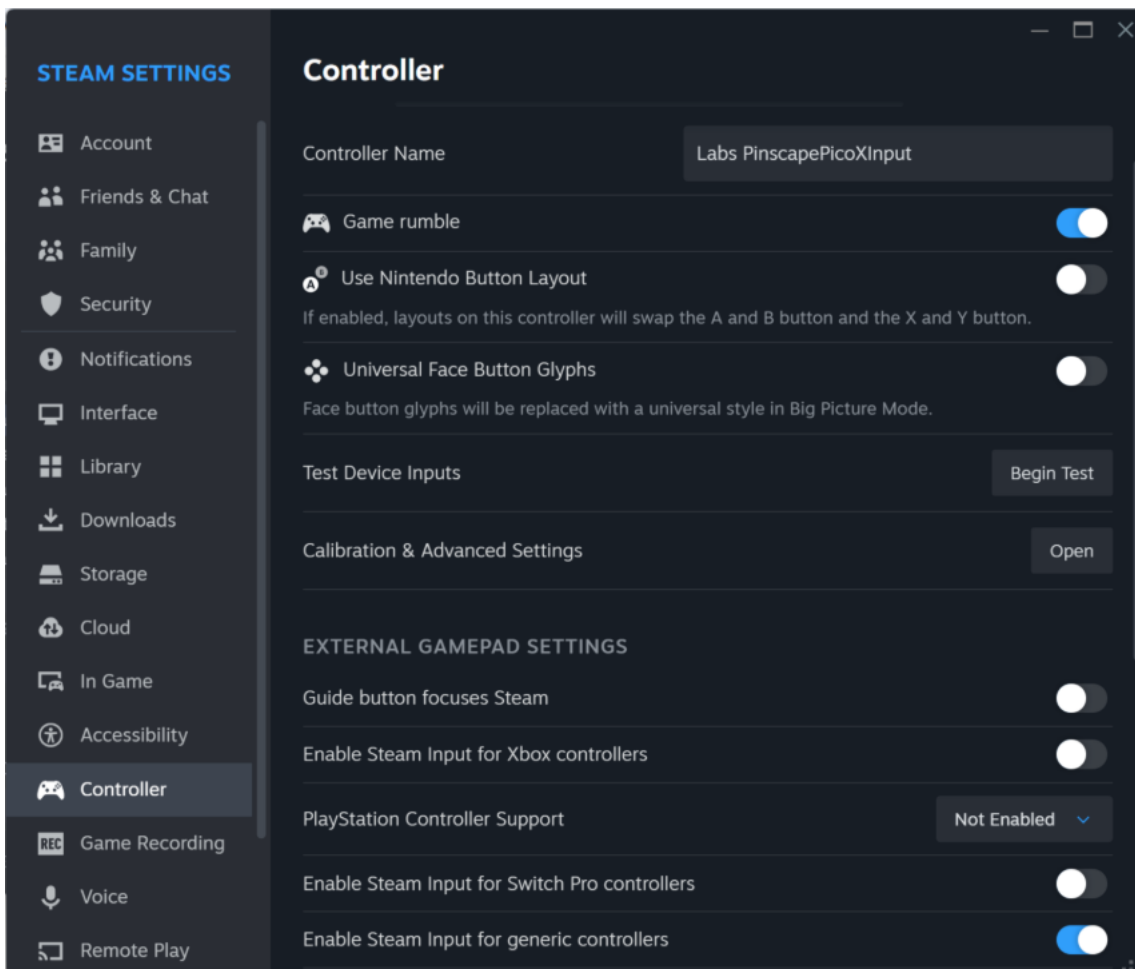 STEAM SETTINGS
Account
Friends & Chat
Family
Security
Notifications
Interface
Library
Downloads
Storage
Cloud
In Game
Accessibility
Controller
REC Game Recording
Voice
Remote Play
Controller
Controller Name
Labs PinscapePicoXInput
Game rumble
A B Use Nintendo Button Layout
If enabled, layouts on this controller will swap the A and B button and the X and Y button.
Universal Face Button Glyphs
Face button glyphs will be replaced with a universal style in Big Picture Mode.
Test Device Inputs
Begin Test
Calibration & Advanced Settings
Open
EXTERNAL GAMEPAD SETTINGS
Guide button focuses Steam
Enable Steam Input for Xbox controllers
PlayStation Controller Support
Not Enabled
Enable Steam Input for Switch Pro controllers
Enable Steam Input for generic controllers